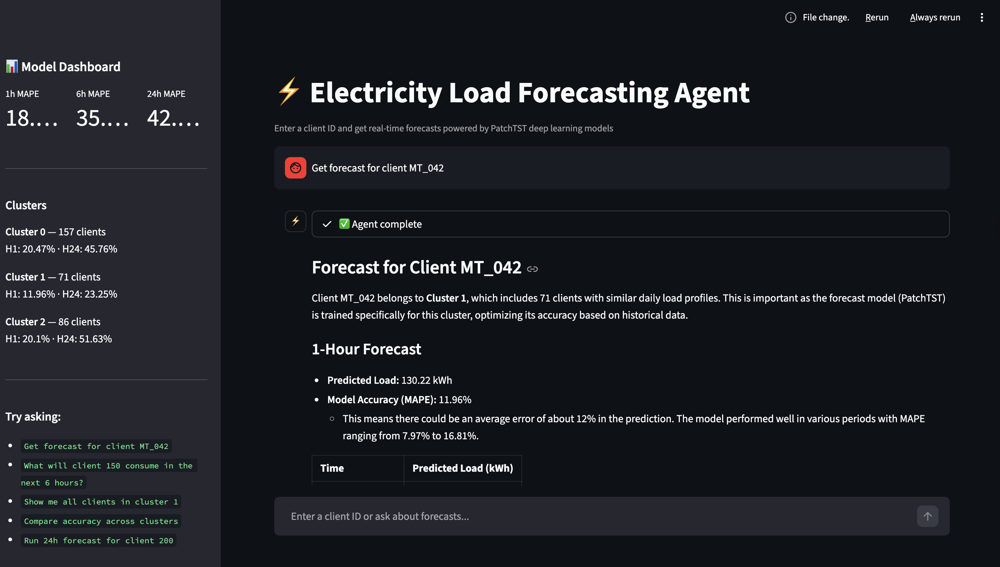 File change.
Rerun
Always rerun
📊 Model Dashboard
1h MAPE
6h MAPE
24h MAPE
18....
35....
42....
Clusters
Cluster 0 — 157 clients
H1: 20.47% · H24: 45.76%
Cluster 1 — 71 clients
H1: 11.96% · H24: 23.25%
Cluster 2 — 86 clients
H1: 20.1% · H24: 51.63%
Try asking:
Get forecast for client MT_042
What will client 150 consume in the
next 6 hours?
Show me all clients in cluster 1
Compare accuracy across clusters
Run 24h forecast for client 200
⚡ Electricity Load Forecasting Agent
Enter a client ID and get real-time forecasts powered by PatchTST deep learning models
Get forecast for client MT_042
✅ Agent complete
Forecast for Client MT_042
Client MT_042 belongs to Cluster 1, which includes 71 clients with similar daily load profiles. This is important as the forecast model (PatchTST)
is trained specifically for this cluster, optimizing its accuracy based on historical data.
1-Hour Forecast
Predicted Load: 130.22 kWh
Model Accuracy (MAPE): 11.96%
This means there could be an average error of about 12% in the prediction. The model performed well in various periods with MAPE
ranging from 7.97% to 16.81%.
Time
Predicted Load (kWh)
Enter a client ID or ask about forecasts...